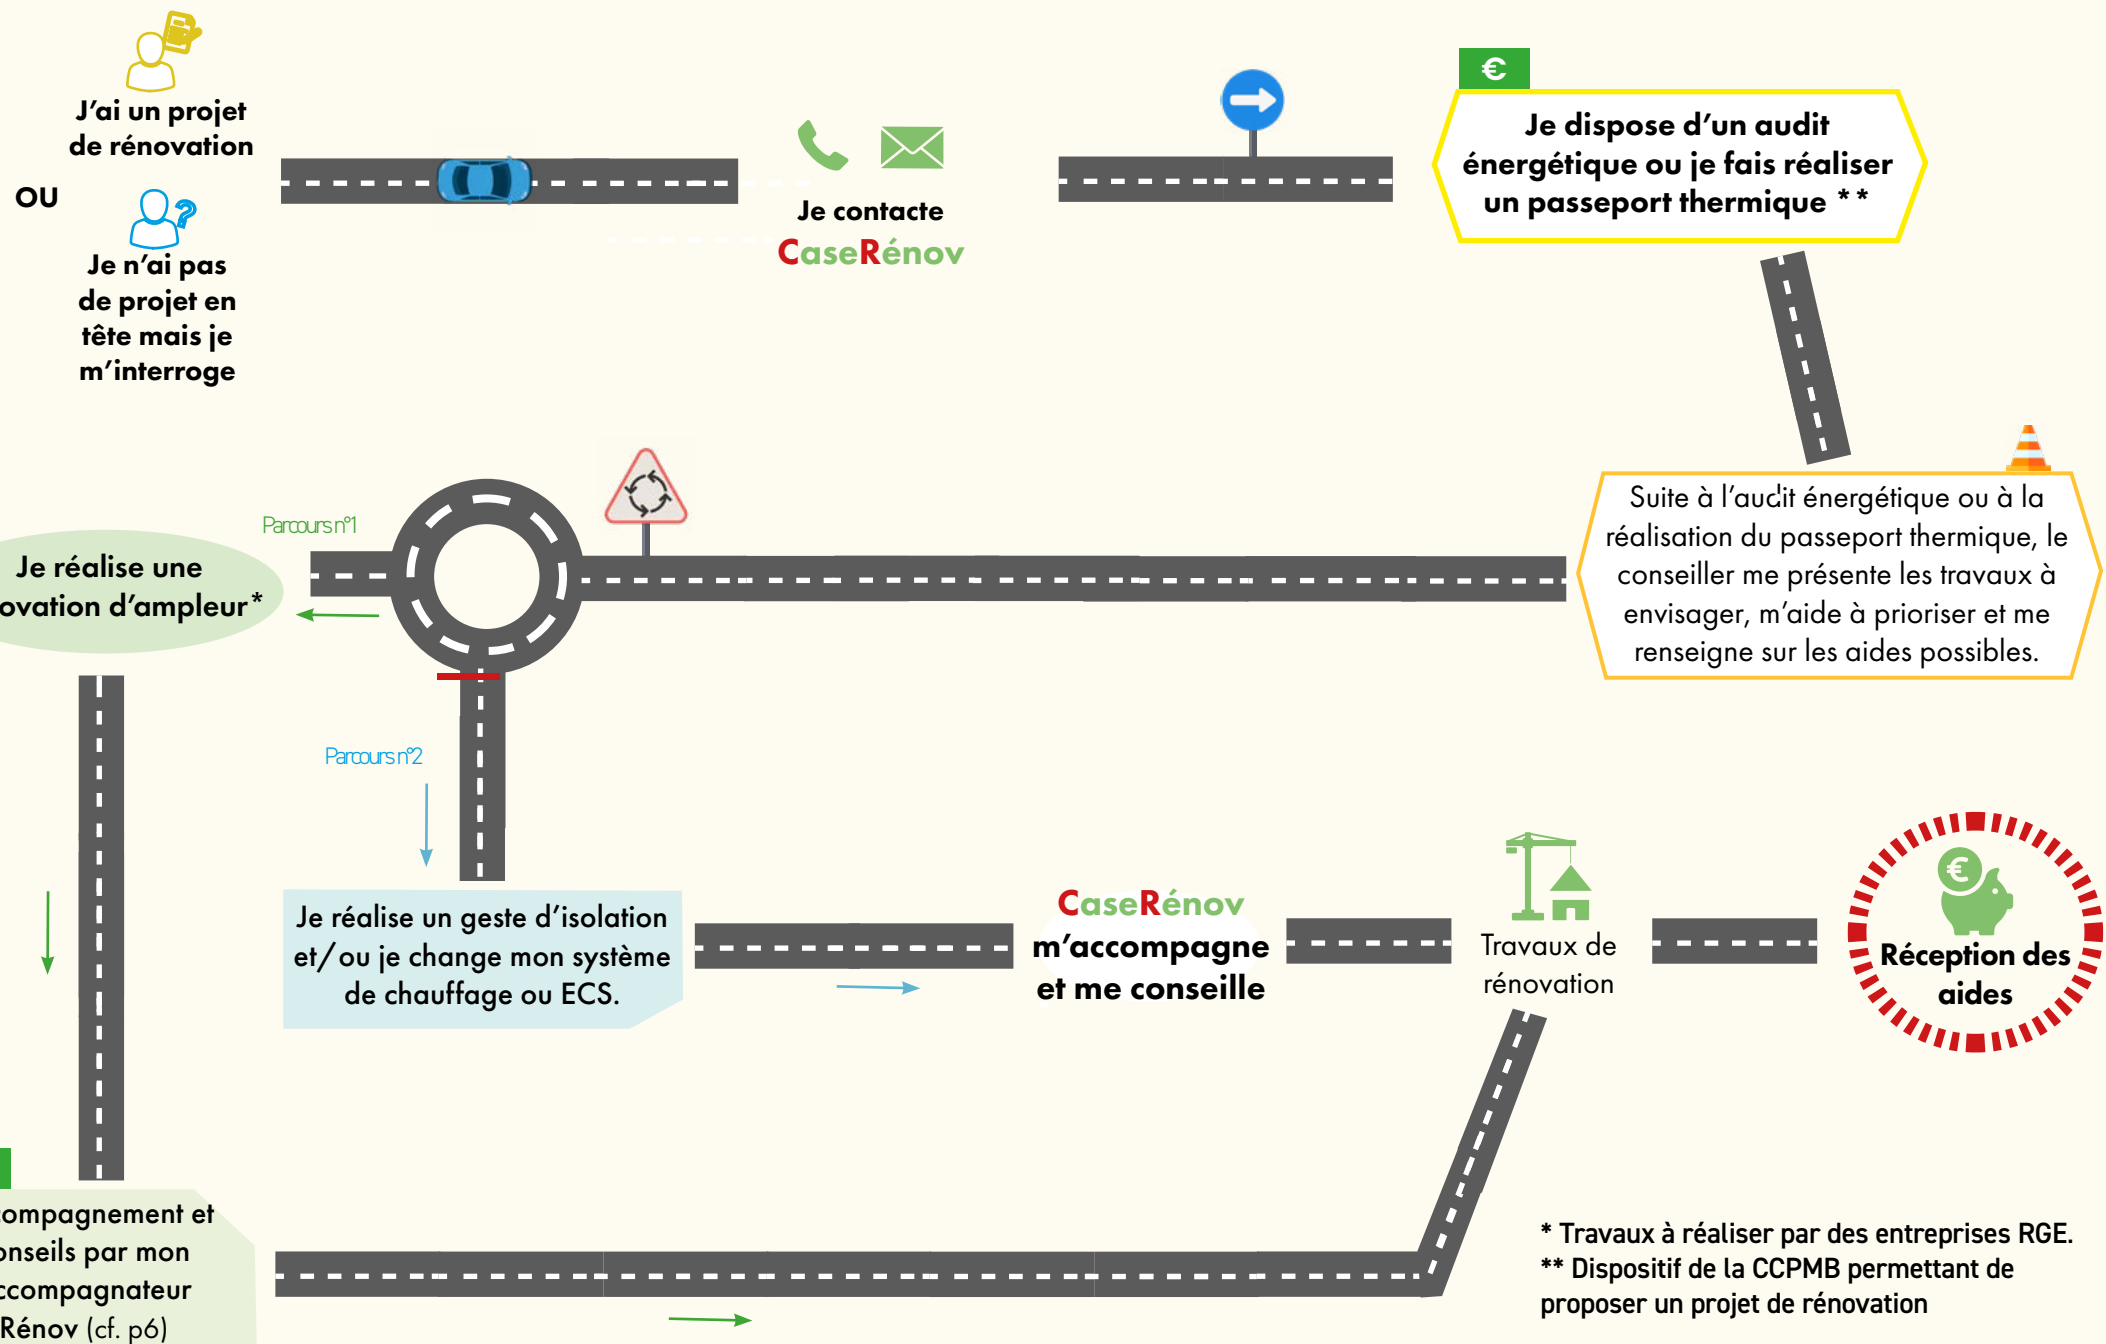 J'ai un projet
de rénovation
OU
Je n'ai pas
de projet en
tête mais je
m'interroge
Je contacte
CaseRénov
€
Je dispose d'un audit
énergétique ou je fais réaliser
un passeport thermique **
Suite à l'audit énergétique ou à la
réalisation du passeport thermique, le
conseiller me présente les travaux à
envisager, m'aide à prioriser et me
renseigne sur les aides possibles.
Parcours n°1
Je réalise une
ovation d'ampleur*
Parcours n°2
Je réalise un geste d'isolation
et/ou je change mon système
de chauffage ou ECS.
CaseRénov
m'accompagne
et me conseille
Travaux de
rénovation
€
Réception des
aides
ompagnement et
onseils par mon
ccompagnateur
Rénov (cf. p6)
* Travaux à réaliser par des entreprises RGE.
** Dispositif de la CCPMB permettant de
proposer un projet de rénovation